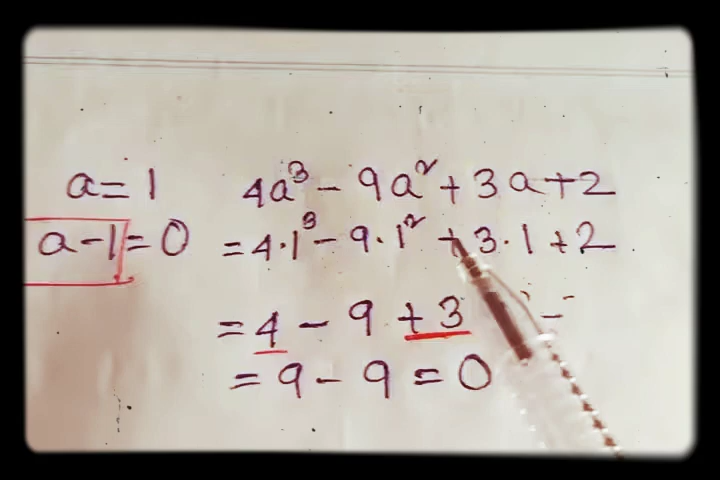 a = 1 4a³ - 9a² + 3a + 2
a - 1 = 0 = 4·1³ - 9·1² + 3·1 + 2
= 4 - 9 + 3
= 9 - 9 = 0